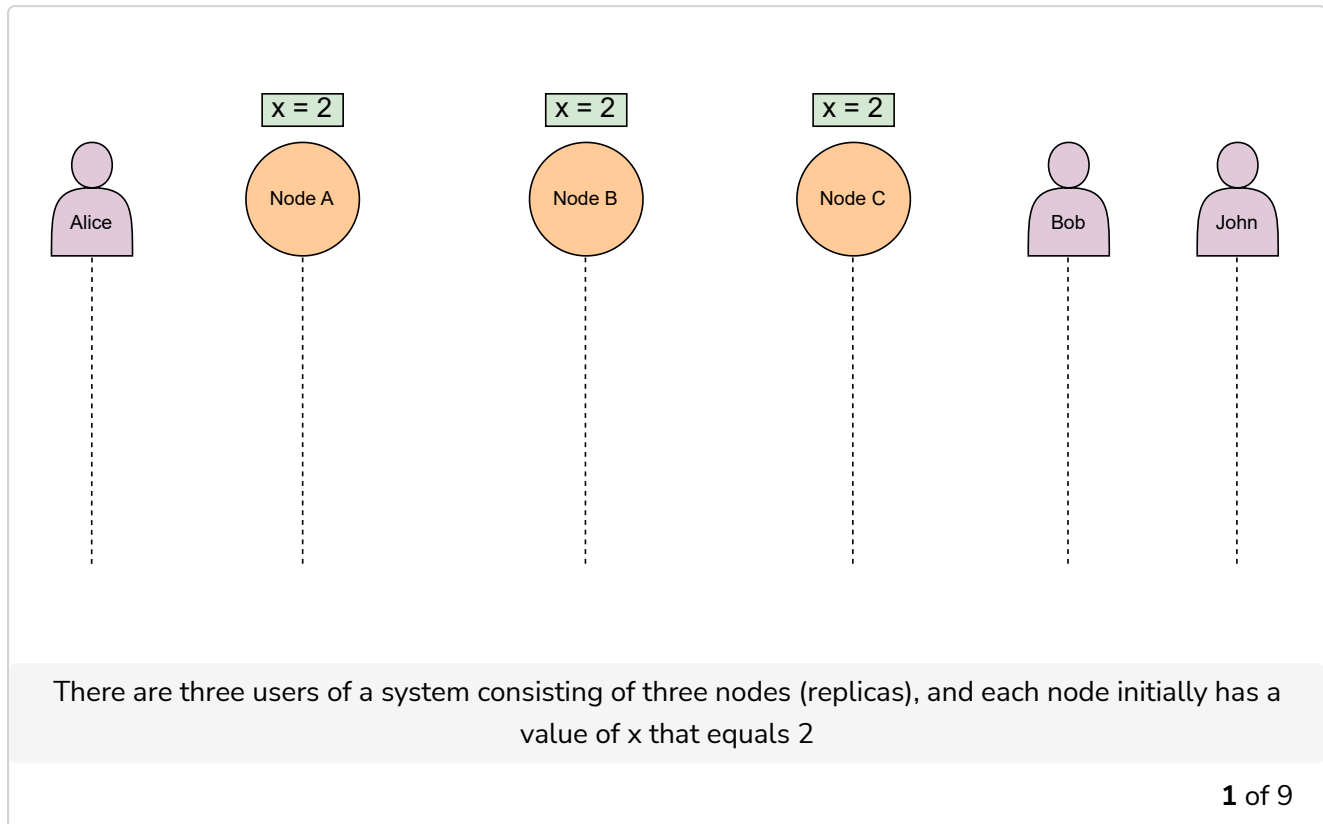 x = 2
x = 2
x = 2
Alice
Node A
Node B
Node C
Bob
John
There are three users of a system consisting of three nodes (replicas), and each node initially has a
value of x that equals 2
1 of 9